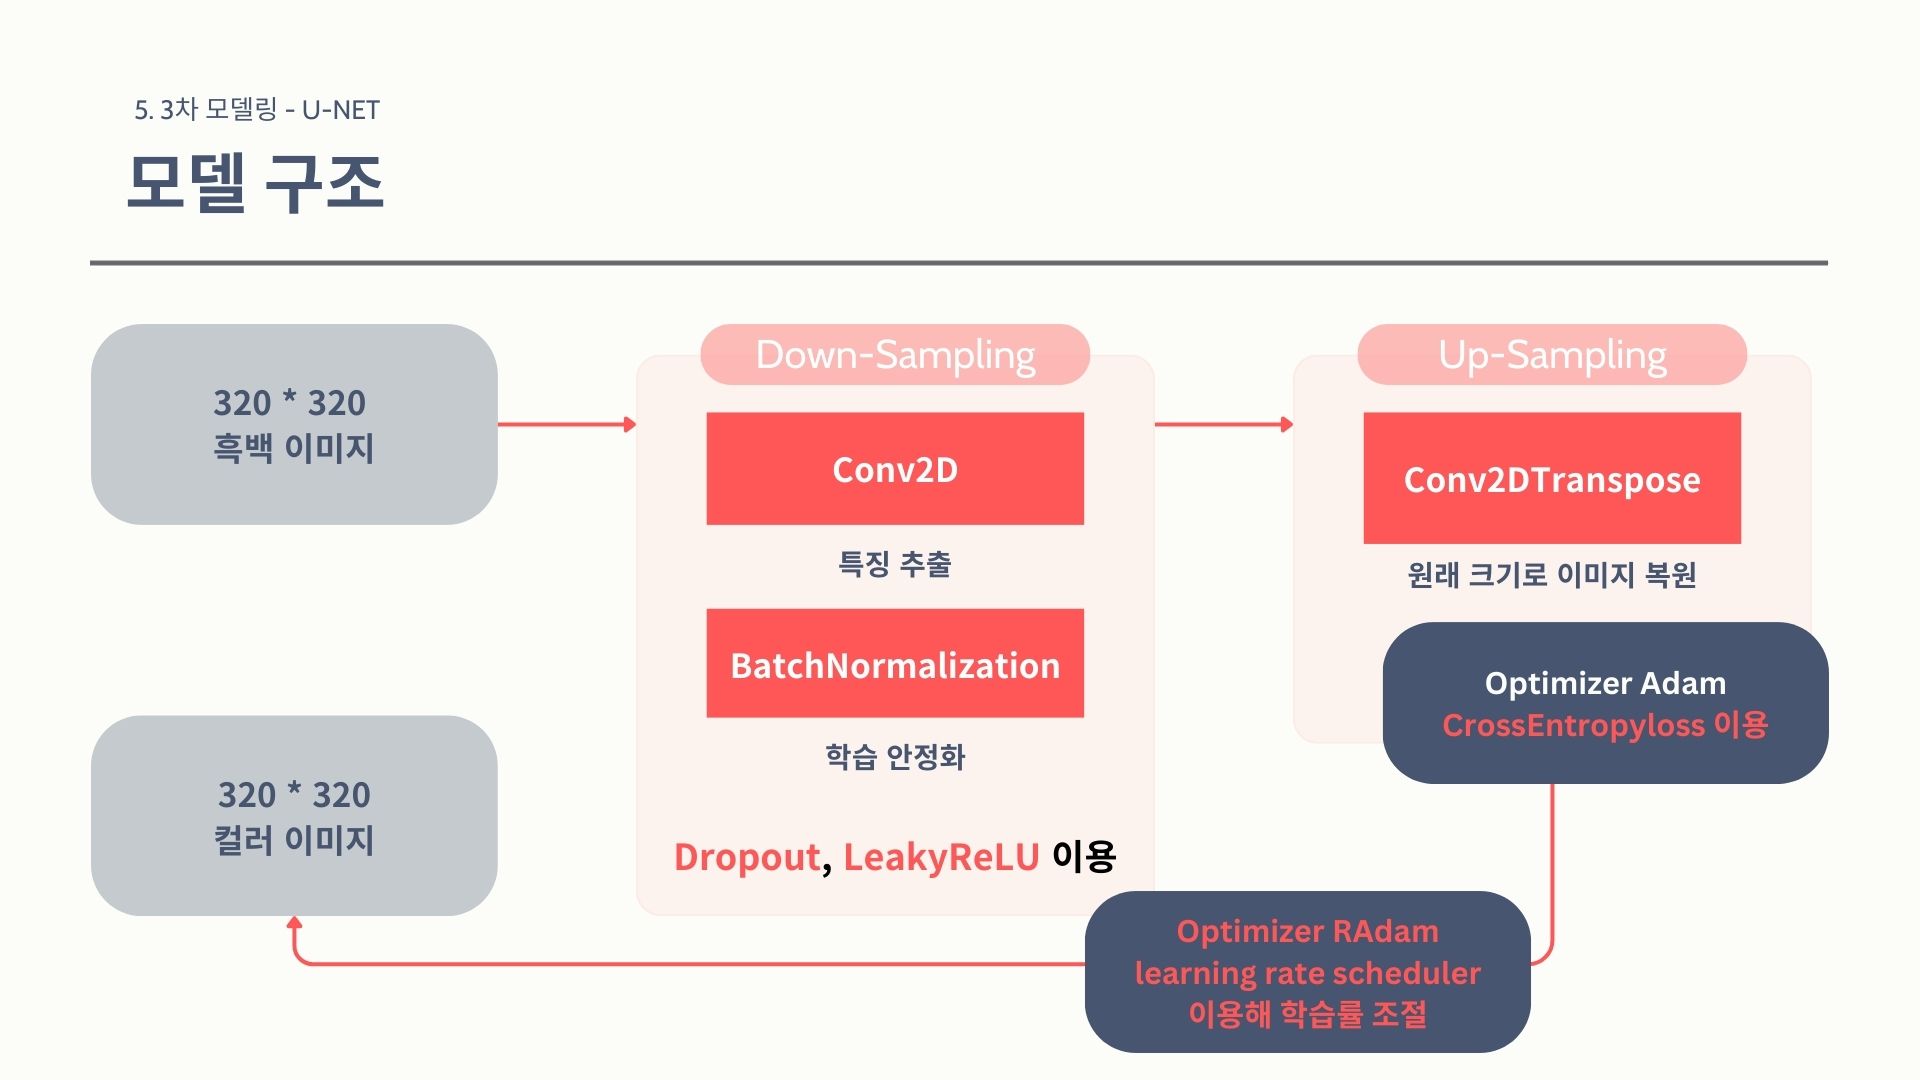 5. 3차 모델링 - U-NET
모델 구조
320 * 320
흑백 이미지
Down-Sampling
Conv2D
특징 추출
BatchNormalization
학습 안정화
Dropout, LeakyReLU 이용
Up-Sampling
Conv2DTranspose
원래 크기로 이미지 복원
Optimizer Adam
CrossEntropyloss 이용
Optimizer RAdam
learning rate scheduler
이용해 학습률 조절
320 * 320
컬러 이미지